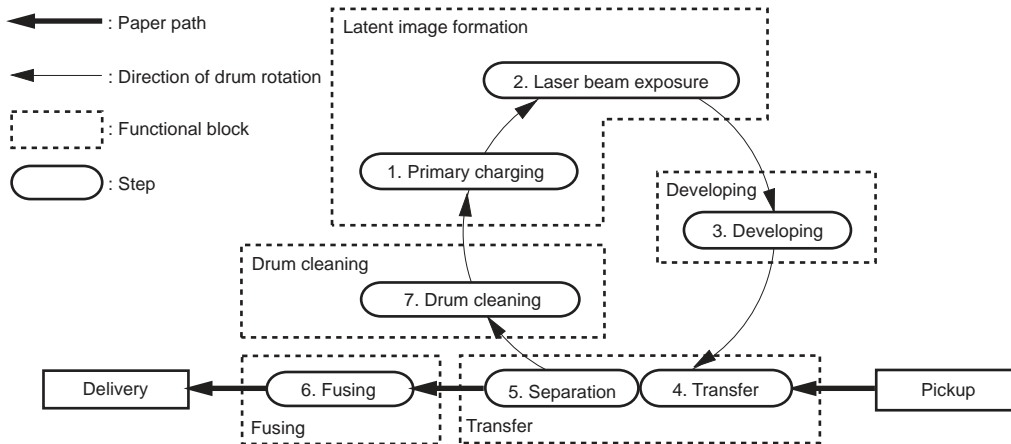 : Paper path
: Direction of drum rotation
: Functional block
: Step
Latent image formation
2. Laser beam exposure
1. Primary charging
Developing
3. Developing
Drum cleaning
7. Drum cleaning
Delivery
6. Fusing
5. Separation
4. Transfer
Pickup
Fusing
Transfer